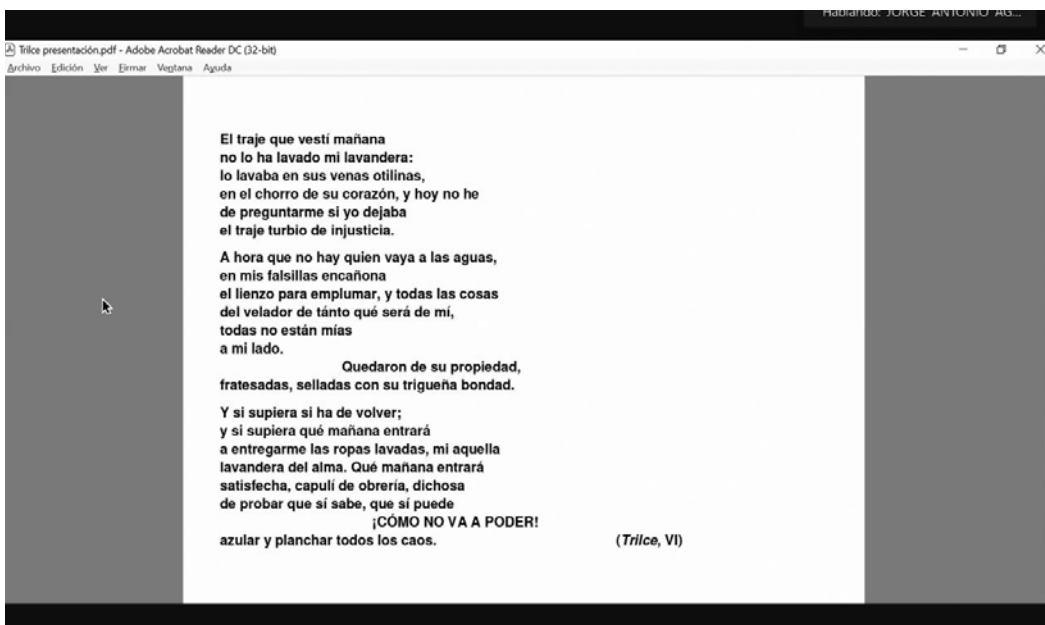 Hablando: JORGE ANTONIO AG...
Trilce presentación.pdf - Adobe Acrobat Reader DC (32-bit)
Archivo Edición Ver Firmar Ventana Ayuda
El traje que vestí mañana
no lo ha lavado mi lavandera:
lo lavaba en sus venas otilinas,
en el chorro de su corazón, y hoy no he
de preguntarme si yo dejaba
el traje turbio de injusticia.
A hora que no hay quien vaya a las aguas,
en mis falsillas encañona
el lienzo para emplumar, y todas las cosas
del velador de tánto qué será de mí,
todas no están mías
a mi lado.
Quedaron de su propiedad,
fratesadas, selladas con su trigueña bondad.
Y si supiera si ha de volver;
y si supiera qué mañana entrará
a entregarme las ropas lavadas, mi aquella
lavandera del alma. Qué mañana entrará
satisfecha, capulí de obrería, dichosa
de probar que sí sabe, que sí puede
¡CÓMO NO VA A PODER!
azular y planchar todos los caos. (Trilce, VI)